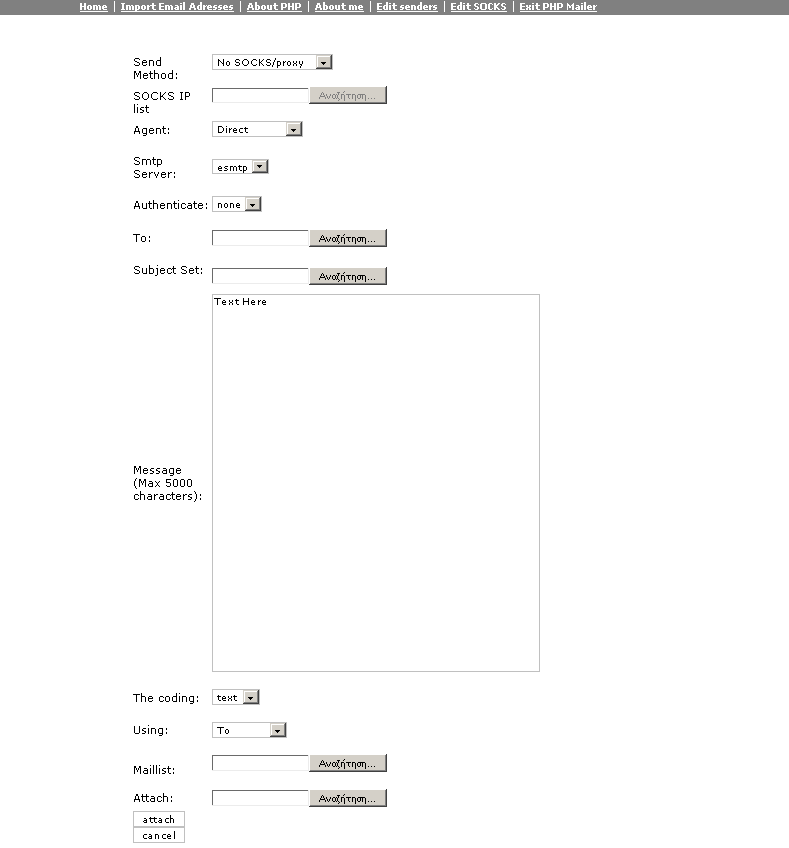 Home | Import Email Adresses | About PHP | About me | Edit senders | Edit SOCKS | Exit PHP Mailer
Send
Method:
No SOCKS/proxy
SOCKS IP
list
Αναζήτηση...
Agent:
Direct
Smtp
Server:
esmtp
Authenticate:
none
To:
Αναζήτηση...
Subject Set:
Αναζήτηση...
Text Here
Message
(Max 5000
characters):
The coding:
text
Using:
To
Maillist:
Αναζήτηση...
Attach:
Αναζήτηση...
attach
cancel